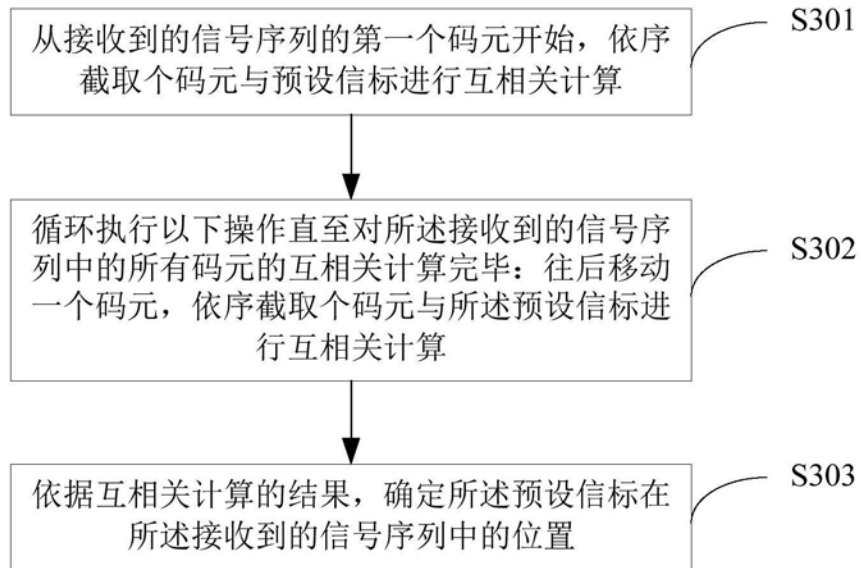 从接收到的信号序列的第一个码元开始，依序
截取个码元与预设信标进行互相关计算
S301
循环执行以下操作直至对所述接收到的信号序
列中的所有码元的互相关计算完毕：往后移动
一个码元，依序截取个码元与所述预设信标进
行互相关计算
S302
依据互相关计算的结果，确定所述预设信标在
所述接收到的信号序列中的位置
S303